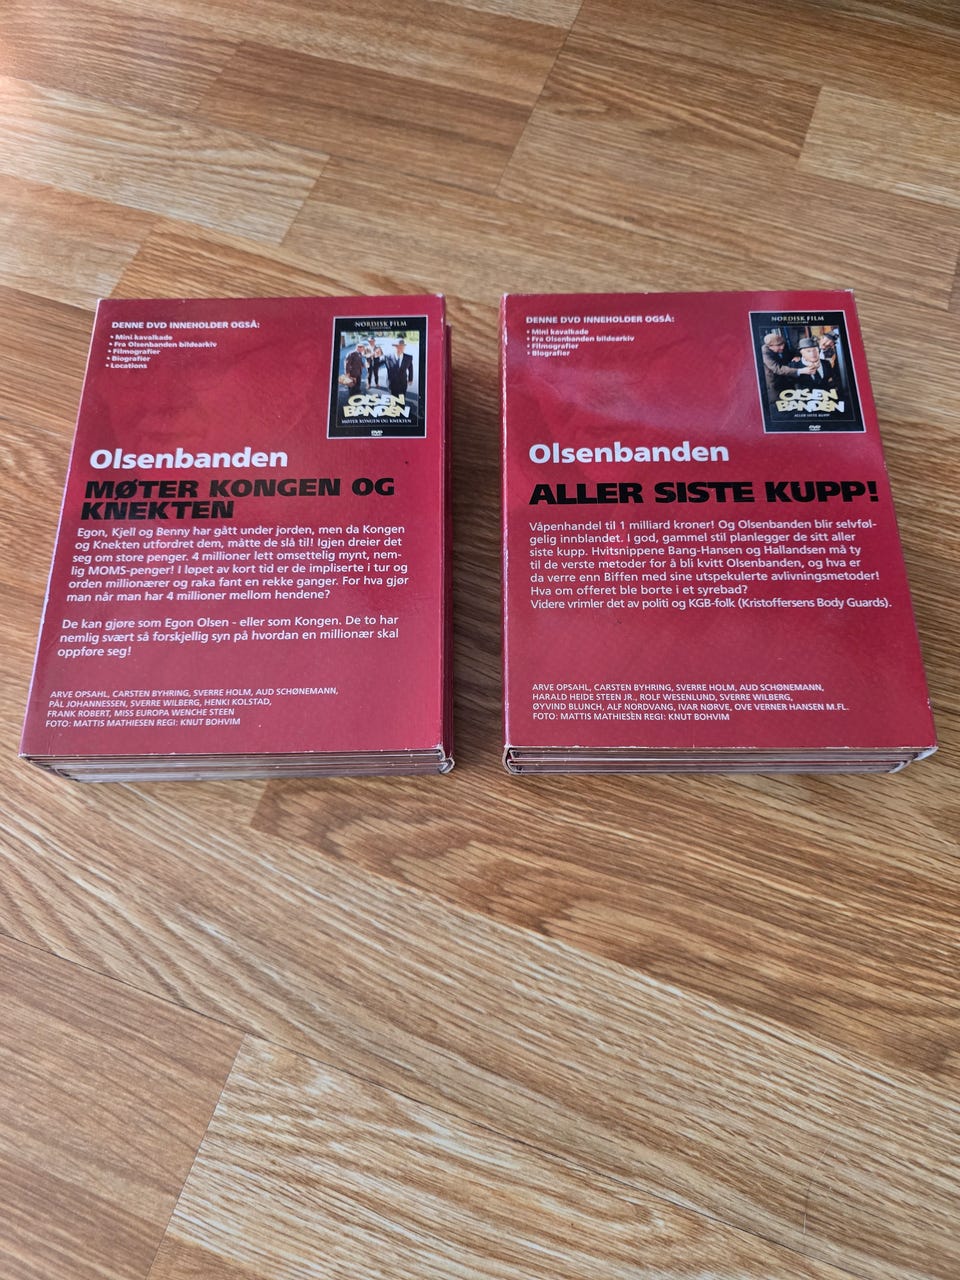 DENNE DVD INNEHOLDER OGSÅ:
• Mini kavalkade
• Fra Olsenbanden bildearkiv
• Filmografier
• Biografier
• Locations
NORDISK FILM
OLSEN
BANDEN
MØTER KONGEN OG KNEKTEN
DVD
Olsenbanden
MØTER KONGEN OG
KNEKTEN
Egon, Kjell og Benny har gått under jorden, men da Kongen
og Knekten utfordret dem, måtte de slå til! Igjen dreier det
seg om store penger. 4 millioner lett omsettelig mynt, nem-
lig MOMS-penger! I løpet av kort tid er de impliserte i tur og
orden millionærer og raka fant en rekke ganger. For hva gjør
man når man har 4 millioner mellom hendene?
De kan gjøre som Egon Olsen - eller som Kongen. De to har
nemlig svært så forskjellig syn på hvordan en millionær skal
oppføre seg!
ARVE OPSAHL, CARSTEN BYHRING, SVERRE HOLM, AUD SCHØNEMANN,
PÅL JOHANNESSEN, SVERRE WILBERG, HENKI KOLSTAD,
FRANK ROBERT, MISS EUROPA WENCHE STEEN
FOTO: MATTIS MATHIESEN REGI: KNUT BOHVIM
DENNE DVD INNEHOLDER OGSÅ:
• Mini kavalkade
• Fra Olsenbanden bildearkiv
• Filmografier
• Biografier
NORDISK FILM
OLSEN
BANDEN
ALLER SISTE KUPP!
DVD
Olsenbanden
ALLER SISTE KUPP!
Våpenhandel til 1 milliard kroner! Og Olsenbanden blir selvføl-
gelig innblandet. I god, gammel stil planlegger de sitt aller
siste kupp. Hvitsnippene Bang-Hansen og Hallandsen må ty
til de verste metoder for å bli kvitt Olsenbanden, og hva er
da verre enn Biffen med sine utspekulerte avlivningsmetoder!
Hva om offeret ble borte i et syrebad?
Videre vrimler det av politi og KGB-folk (Kristoffersens Body Guards).
ARVE OPSAHL, CARSTEN BYHRING, SVERRE HOLM, AUD SCHØNEMANN,
HARALD HEIDE STEEN JR., ROLF WESENLUND, SVERRE WILBERG,
ØYVIND BLUNCH, ALF NORDVANG, IVAR NØRVE, OVE VERNER HANSEN M.FL.
FOTO: MATTIS MATHIESEN REGI: KNUT BOHVIM